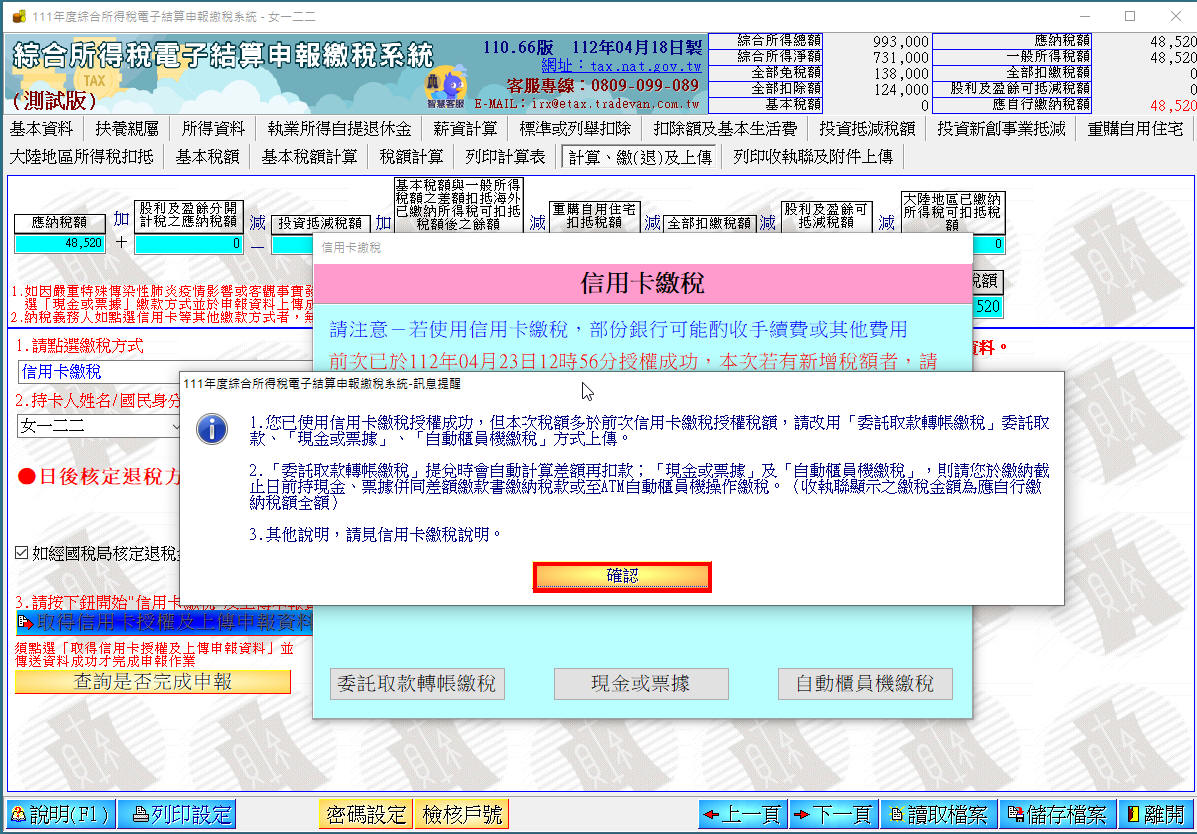 111年度綜合所得稅電子結算申報繳稅系統 - 女一二二
綜合所得稅電子結算申報繳稅系統
(測試版)
TAX
智慧客服
110.66版 112年04月18日製
網址：tax.nat.gov.tw
客服專線：0809-099-089
E-MAIL：irx@etax.tradevan.com.tw
綜合所得總額 993,000
綜合所得淨額 731,000
全部免稅額 138,000
全部扣除額 124,000
基本稅額 0
應納稅額 48,520
一般所得稅額 48,520
全部扣繳稅額 0
股利及盈餘可抵減稅額 0
應自行繳納稅額 48,520
基本資料 扶養親屬 所得資料 執業所得自提退休金 薪資計算 標準或列舉扣除 扣除額及基本生活費 投資抵減稅額 投資新創事業抵減 重購自用住宅
大陸地區所得稅扣抵 基本稅額 基本稅額計算 稅額計算 列印計算表 計算、繳(退)及上傳 列印收執聯及附件上傳
應納稅額
48,520
加
＋
股利及盈餘分開
計稅之應納稅額
0
減
－
投資抵減稅額
加
基本稅額與一般所得
稅額之差額扣抵海外
已繳納所得稅可扣抵
稅額後之餘額
減
重購自用住宅
扣抵稅額
減
全部扣繳稅額
減
股利及盈餘可
抵減稅額
減
大陸地區已繳納
所得稅可扣抵稅
額
0
稅額
520
1.如因嚴重特殊傳染性肺炎疫情影響或客觀事實發
選「現金或票據」繳款方式並於申報資料上傳成
2.納稅義務人如點選信用卡等其他繳款方式者，無
1.請點選繳稅方式
信用卡繳稅
2.持卡人姓名/國民身分
女一二二
資料。
●日後核定退稅方
如經國稅局核定退稅
3.請按下鈕開始"信用卡繳稅"及上傳申報資
取得信用卡授權及上傳申報資料
須點選「取得信用卡授權及上傳申報資料」並
傳送資料成功才完成申報作業
查詢是否完成申報
信用卡繳稅
信用卡繳稅
請注意－若使用信用卡繳稅，部份銀行可能酌收手續費或其他費用
前次已於112年04月23日12時56分授權成功，本次若有新增稅額者，請
111年度綜合所得稅電子結算申報繳稅系統-訊息提醒
1.您已使用信用卡繳稅授權成功，但本次稅額多於前次信用卡繳稅授權稅額，請改用「委託取款轉帳繳稅」委託取
款、「現金或票據」、「自動櫃員機繳稅」方式上傳。
2.「委託取款轉帳繳稅」提兌時會自動計算差額再扣款；「現金或票據」及「自動櫃員機繳稅」，則請您於繳納截
止日前持現金、票據併同差額繳款書繳納稅款或至ATM自動櫃員機操作繳稅。（收執聯顯示之繳稅金額為應自行繳
納稅額全額）
3.其他說明，請見信用卡繳稅說明。
確認
委託取款轉帳繳稅 現金或票據 自動櫃員機繳稅
說明(F1) 列印設定 密碼設定 檢核戶號 上一頁 下一頁 讀取檔案 儲存檔案 離開